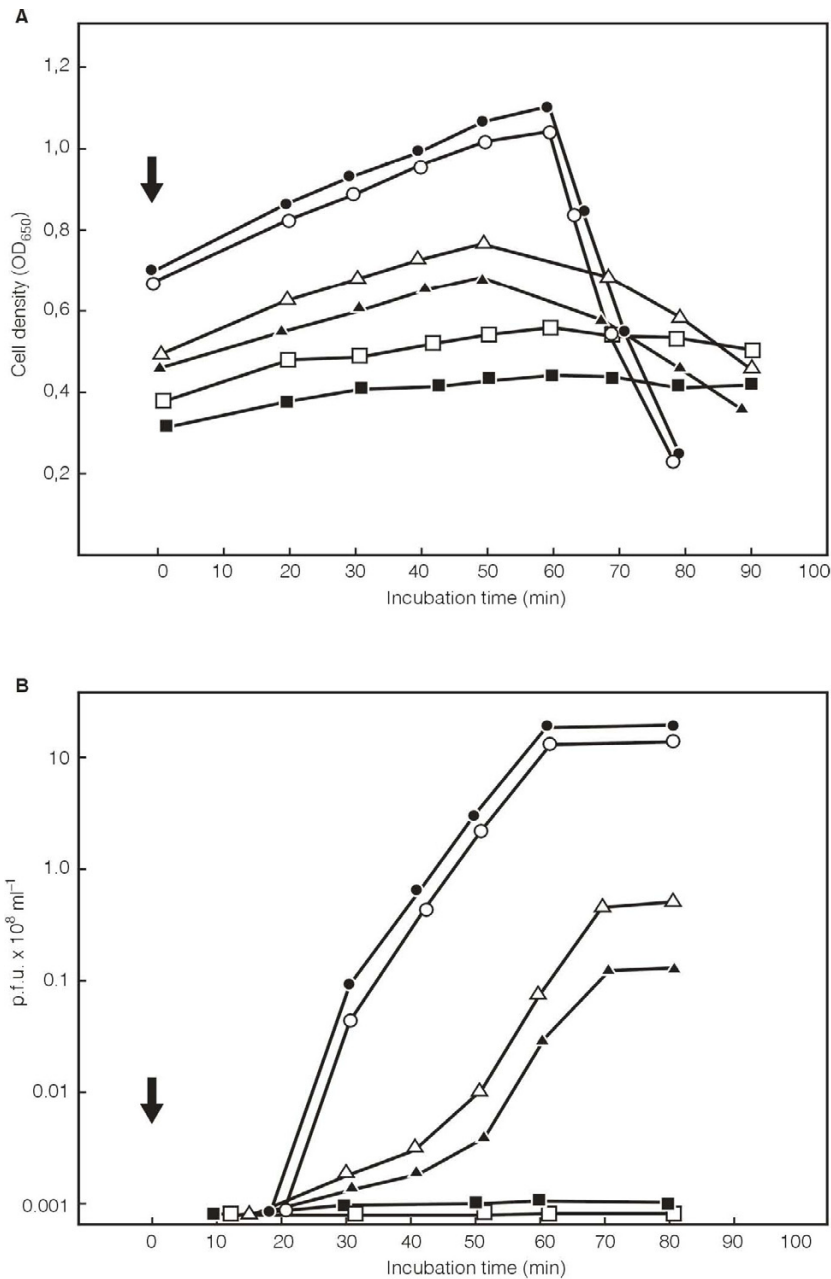 A
1,2
1,0
0,8
0,6
0,4
0,2
Cell density (OD650)
0 10 20 30 40 50 60 70 80 90 100
Incubation time (min)
B
10
1.0
0.1
0.01
0.001
p.f.u. x 10⁸ ml⁻¹
0 10 20 30 40 50 60 70 80 90 100
Incubation time (min)